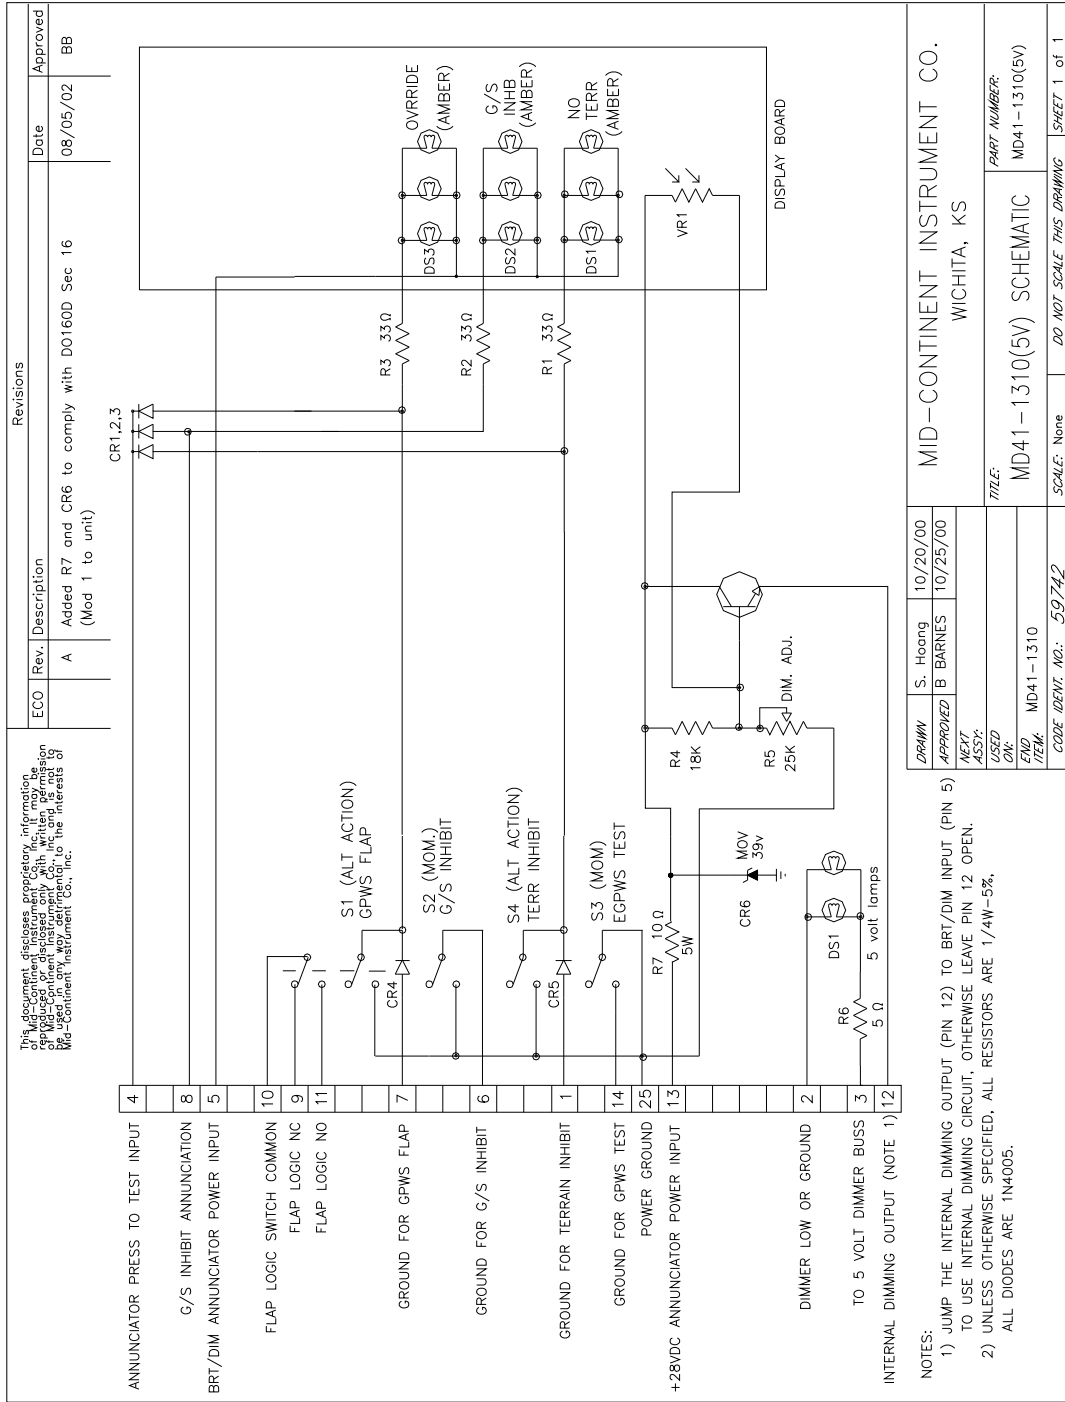 This document discloses proprietary information
of Mid-Continent Instrument Co., Inc. It may be
reproduced or disclosed only with written permission
of Mid-Continent Instrument Co., Inc and is not to
be used in any way detrimental to the interests of
Mid-Continent Instrument Co., Inc.
Revisions
ECO Rev. Description Date Approved
A Added R7 and CR6 to comply with DO160D Sec 16 08/05/02 BB
(Mod 1 to unit)
ANNUNCIATOR PRESS TO TEST INPUT 4
G/S INHIBIT ANNUNCIATION 8
BRT/DIM ANNUNCIATOR POWER INPUT 5
FLAP LOGIC SWITCH COMMON 10
FLAP LOGIC NC 9
FLAP LOGIC NO 11
GROUND FOR GPWS FLAP 7
GROUND FOR G/S INHIBIT 6
GROUND FOR TERRAIN INHIBIT 1
GROUND FOR GPWS TEST 14
POWER GROUND 25
+28VDC ANNUNCIATOR POWER INPUT 13
DIMMER LOW OR GROUND 2
TO 5 VOLT DIMMER BUSS 3
INTERNAL DIMMING OUTPUT (NOTE 1) 12
CR1,2,3
S1 (ALT ACTION)
GPWS FLAP
CR4
S2 (MOM.)
G/S INHIBIT
S4 (ALT ACTION)
TERR INHIBIT
CR5
S3 (MOM)
EGPWS TEST
R7 10Ω
5W
CR6
MOV
39v
R3 33Ω
R2 33Ω
R1 33Ω
DS3
OVRRIDE
(AMBER)
DS2
G/S
INHB
(AMBER)
DS1
NO
TERR
(AMBER)
VR1
DISPLAY BOARD
R4
18K
R5
25K
DIM. ADJ.
R6
5 Ω
DS1
5 volt lamps
NOTES:
1) JUMP THE INTERNAL DIMMING OUTPUT (PIN 12) TO BRT/DIM INPUT (PIN 5)
TO USE INTERNAL DIMMING CIRCUIT, OTHERWISE LEAVE PIN 12 OPEN.
2) UNLESS OTHERWISE SPECIFIED, ALL RESISTORS ARE 1/4W-5%,
ALL DIODES ARE 1N4005.
DRAWN S. Hoang 10/20/00
APPROVED B BARNES 10/25/00
NEXT
ASSY:
USED
ON:
END
ITEM: MD41-1310
CODE IDENT. NO.: 59742
MID-CONTINENT INSTRUMENT CO.
WICHITA, KS
TITLE:
MD41-1310(5V) SCHEMATIC
PART NUMBER:
MD41-1310(5V)
SCALE: None
DO NOT SCALE THIS DRAWING
SHEET 1 of 1